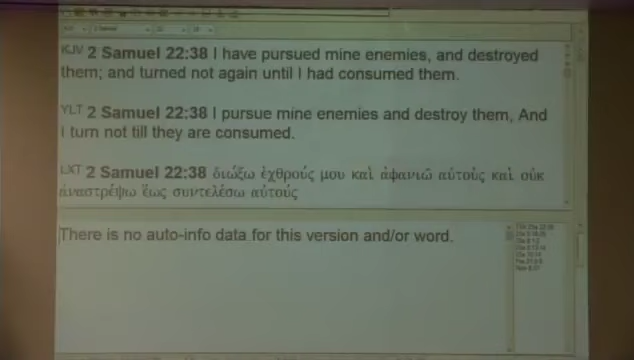 KJV 2 Samuel 22:38 I have pursued mine enemies, and destroyed
them; and turned not again until I had consumed them.
YLT 2 Samuel 22:38 I pursue mine enemies and destroy them, And
I turn not till they are consumed.
LXT 2 Samuel 22:38 διώξω ἐχθρούς μου καὶ ἀφανιῶ αὐτούς καὶ οὐκ
ἀναστρέψω ἕως συντελέσω αὐτούς
There is no auto-info data for this version and/or word.